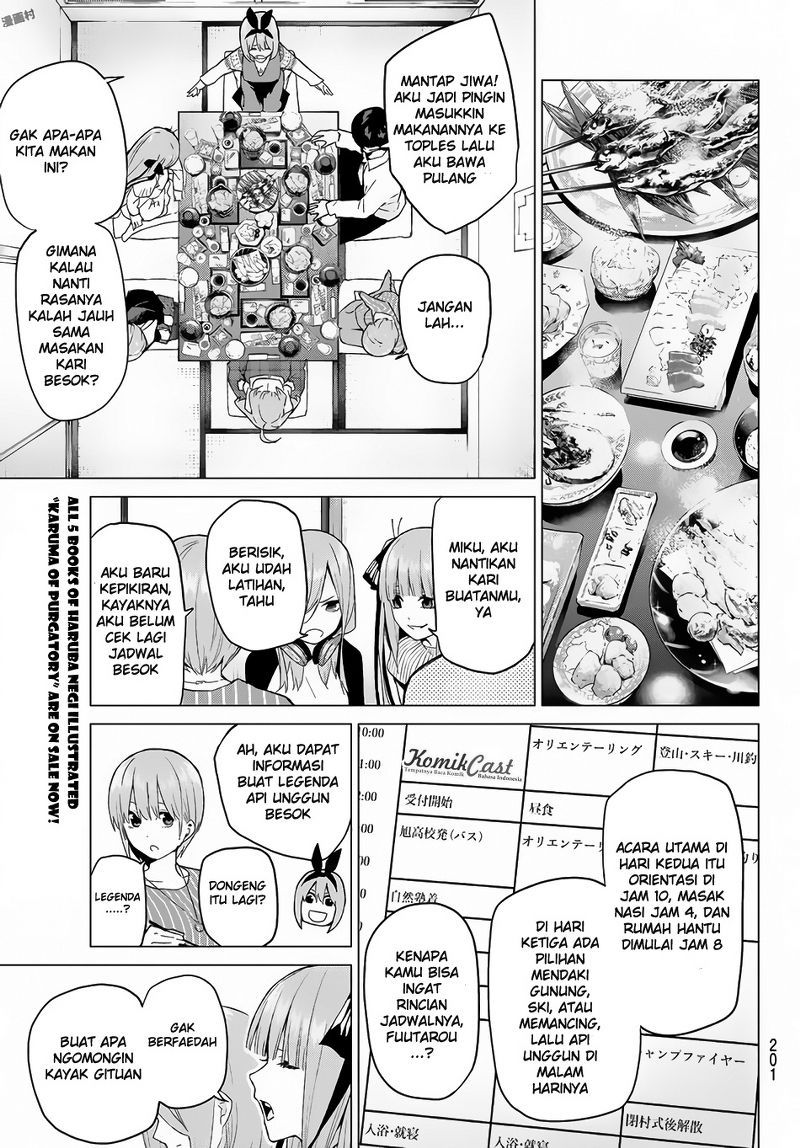 漫画村
MANTAP JIWA!
AKU JADI PINGIN
MASUKKIN
MAKANANNYA KE
TOPLES LALU
AKU BAWA
PULANG
GAK APA-APA
KITA MAKAN
INI?
GIMANA
KALAU
NANTI
RASANYA
KALAH JAUH
SAMA
MASAKAN
KARI
BESOK?
JANGAN
LAH...
MIKU, AKU
NANTIKAN
KARI
BUATANMU,
YA
BERISIK,
AKU UDAH
LATIHAN,
TAHU
AKU BARU
KEPIKIRAN,
KAYAKNYA
AKU BELUM
CEK LAGI
JADWAL
BESOK
ALL 5 BOOKS OF HARUBA NEGI ILLUSTRATED
"KARUMA OF PURGATORY" ARE ON SALE NOW!
10:00
KomikCast
Tempatnya Baca Komik Bahasa Indonesia
オリエンテーリング
登山・スキー・川釣
受付開始
昼食
旭高校発(バス)
オリエンテーリ
自然熟着
ACARA UTAMA DI
HARI KEDUA ITU
ORIENTASI DI
JAM 10, MASAK
NASI JAM 4, DAN
RUMAH HANTU
DIMULAI JAM 8
DI HARI
KETIGA ADA
PILIHAN
MENDAKI
GUNUNG,
SKI, ATAU
MEMANCING,
LALU API
UNGGUN DI
MALAM
HARINYA
KENAPA
KAMU BISA
INGAT
RINCIAN
JADWALNYA,
FUUTAROU
...?
ャンプファイヤー
閉村式後解散
入浴・就寝
入浴・就寝
AH, AKU DAPAT
INFORMASI
BUAT LEGENDA
API UNGGUN
BESOK
DONGENG
ITU LAGI?
LEGENDA
.....?
GAK
BERFAEDAH
BUAT APA
NGOMONGIN
KAYAK GITUAN
201